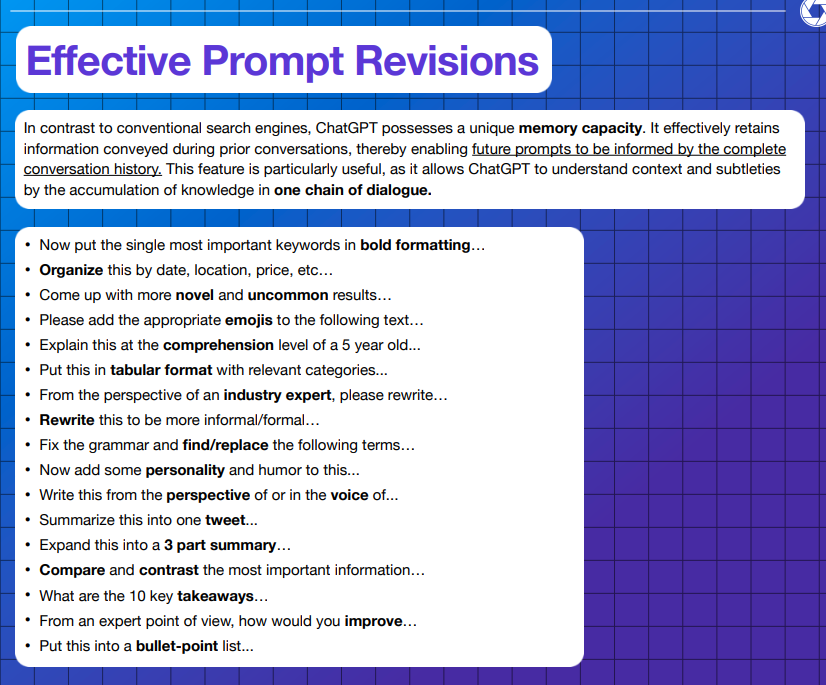 Effective Prompt Revisions
In contrast to conventional search engines, ChatGPT possesses a unique memory capacity. It effectively retains
information conveyed during prior conversations, thereby enabling future prompts to be informed by the complete
conversation history. This feature is particularly useful, as it allows ChatGPT to understand context and subtleties
by the accumulation of knowledge in one chain of dialogue.
• Now put the single most important keywords in bold formatting…
• Organize this by date, location, price, etc…
• Come up with more novel and uncommon results…
• Please add the appropriate emojis to the following text…
• Explain this at the comprehension level of a 5 year old...
• Put this in tabular format with relevant categories...
• From the perspective of an industry expert, please rewrite…
• Rewrite this to be more informal/formal…
• Fix the grammar and find/replace the following terms…
• Now add some personality and humor to this...
• Write this from the perspective of or in the voice of...
• Summarize this into one tweet...
• Expand this into a 3 part summary…
• Compare and contrast the most important information…
• What are the 10 key takeaways…
• From an expert point of view, how would you improve…
• Put this into a bullet-point list...